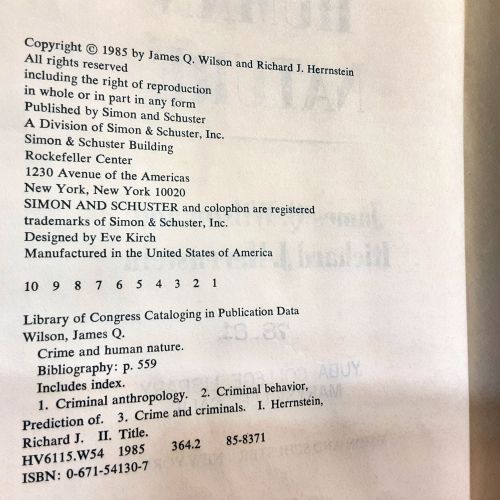 Copyright © 1985 by James Q. Wilson and Richard J. Herrnstein
All rights reserved
including the right of reproduction
in whole or in part in any form
Published by Simon and Schuster
A Division of Simon & Schuster, Inc.
Simon & Schuster Building
Rockefeller Center
1230 Avenue of the Americas
New York, New York 10020
SIMON AND SCHUSTER and colophon are registered
trademarks of Simon & Schuster, Inc.
Designed by Eve Kirch
Manufactured in the United States of America
10 9 8 7 6 5 4 3 2 1
Library of Congress Cataloging in Publication Data
Wilson, James Q.
Crime and human nature.
Bibliography: p. 559
Includes index.
1. Criminal anthropology. 2. Criminal behavior,
Prediction of. 3. Crime and criminals. I. Herrnstein,
Richard J. II. Title.
HV6115.W54 1985 364.2 85-8371
ISBN: 0-671-54130-7